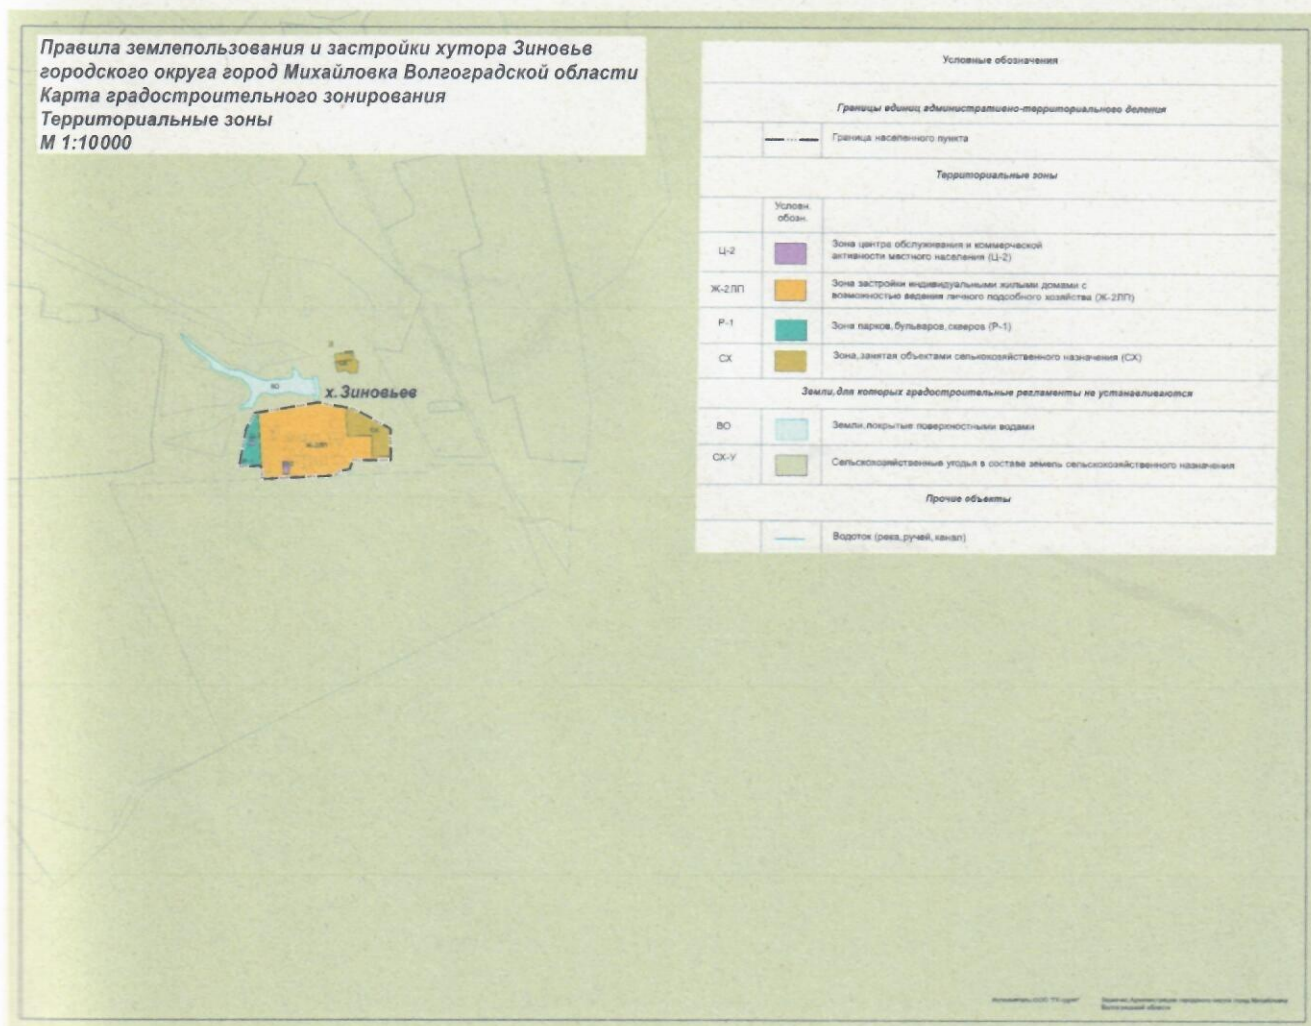 Правила землепользования и застройки хутора Зиновьв
городского округа город Михайловка Волгоградской области
Карта градостроительного зонирования
Территориальные зоны
М 1:10000
Условные обозначения
Границы единиц административно-территориального деления
Граница населенного пункта
Территориальные зоны
Условн.
обозн.
Ц-2
Зона центра обслуживания и коммерческой
активности местного населения (Ц-2)
Ж-2ЛП
Зона застройки индивидуальными жилыми домами с
возможностью ведения личного подсобного хозяйства (Ж-2ЛП)
Р-1
Зона парков, бульваров, скверов (Р-1)
СХ
Зона, занятая объектами сельскохозяйственного назначения (СХ)
Земли, для которых градостроительные регламенты не устанавливаются
ВО
Земли, покрытые поверхностными водами
СХ-У
Сельскохозяйственные угодья в составе земель сельскохозяйственного назначения
Прочие объекты
Водоток (река, ручей, канал)
ВО
х. Зиновьев
Ж-2ЛП